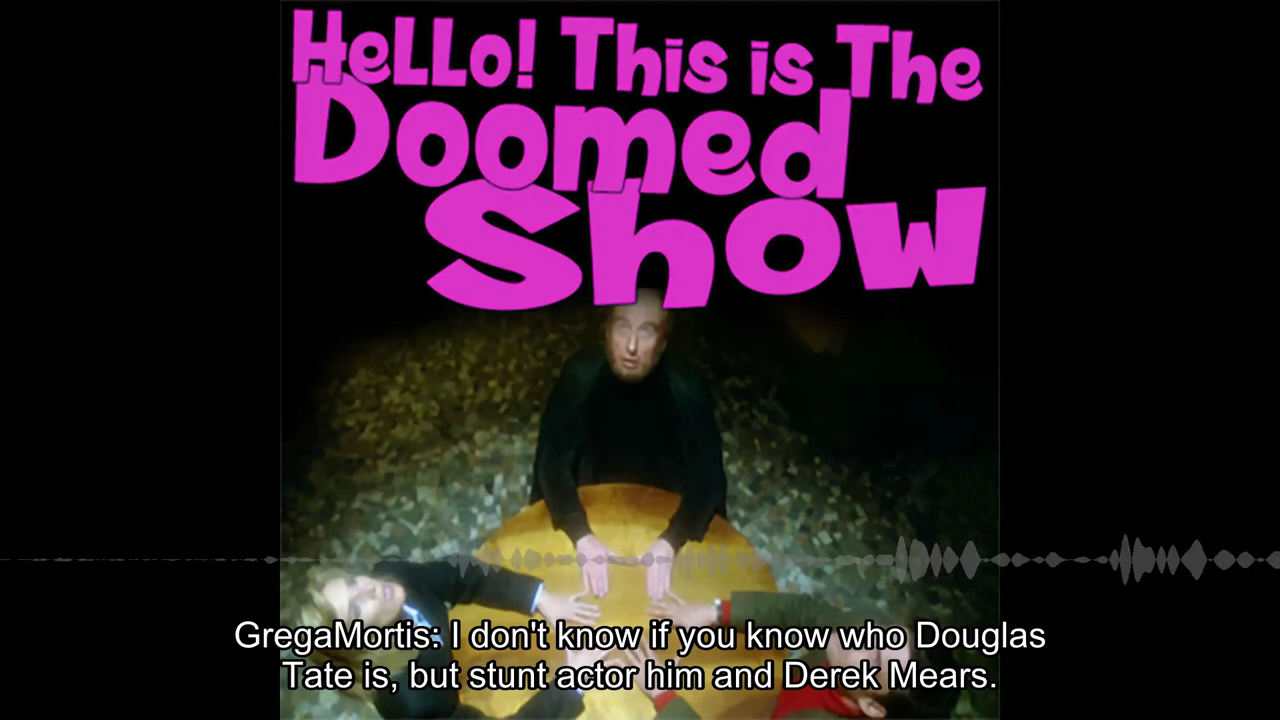 HeLLo! This is The
Doomed
Show
GregaMortis: I don't know if you know who Douglas
Tate is, but stunt actor him and Derek Mears.